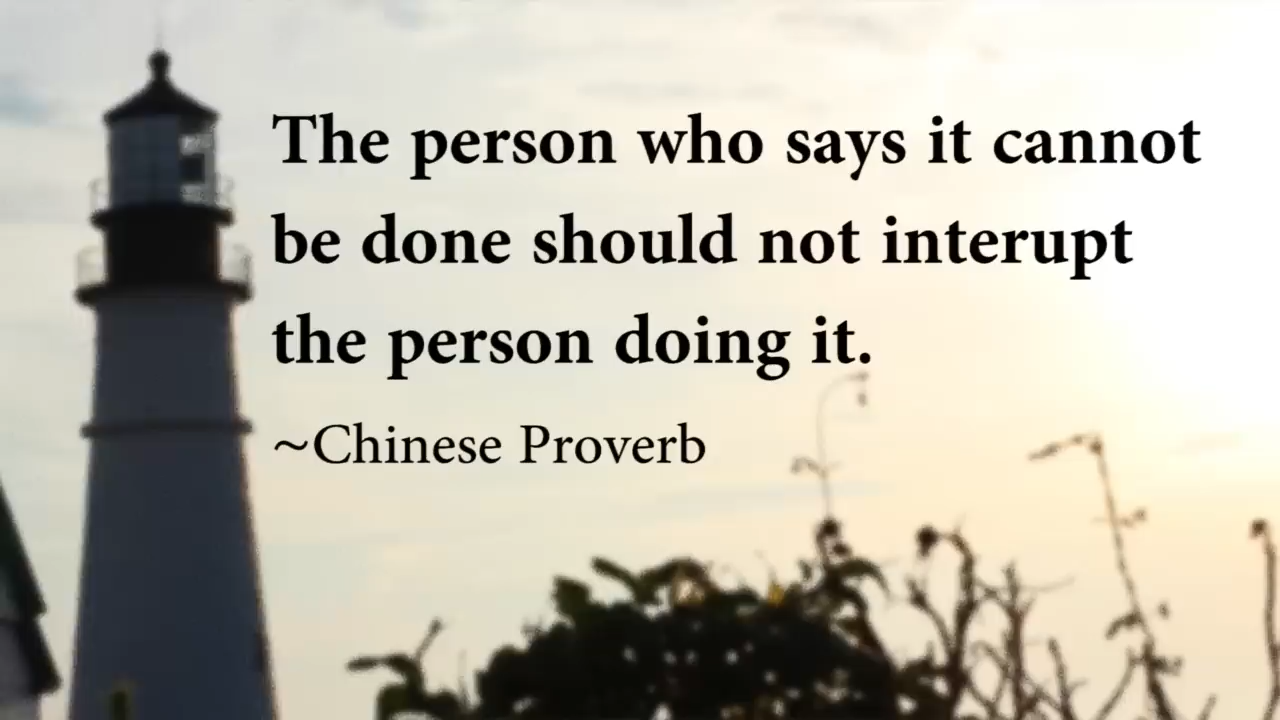 The person who says it cannot
be done should not interupt
the person doing it.
~Chinese Proverb